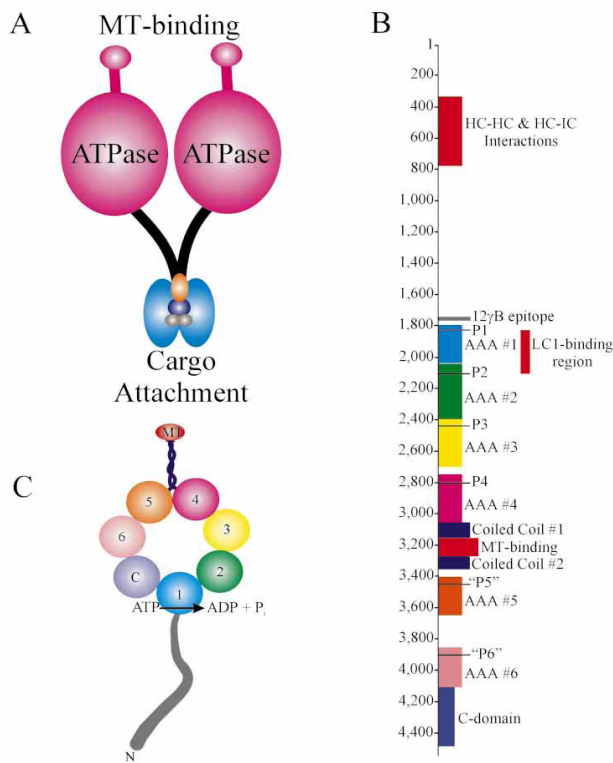 A
MT-binding
ATPase
ATPase
Cargo
Attachment
B
1
200
400
600
800
1,000
1,200
1,400
1,600
1,800
2,000
2,200
2,400
2,600
2,800
3,000
3,200
3,400
3,600
3,800
4,000
4,200
4,400
HC-HC & HC-IC
Interactions
12γB epitope
P1
AAA #1
LC1-binding
region
P2
AAA #2
P3
AAA #3
P4
AAA #4
Coiled Coil #1
MT-binding
Coiled Coil #2
"P5"
AAA #5
"P6"
AAA #6
C-domain
C
MT
5
4
6
3
C
2
1
ATP
ADP + Pi
N